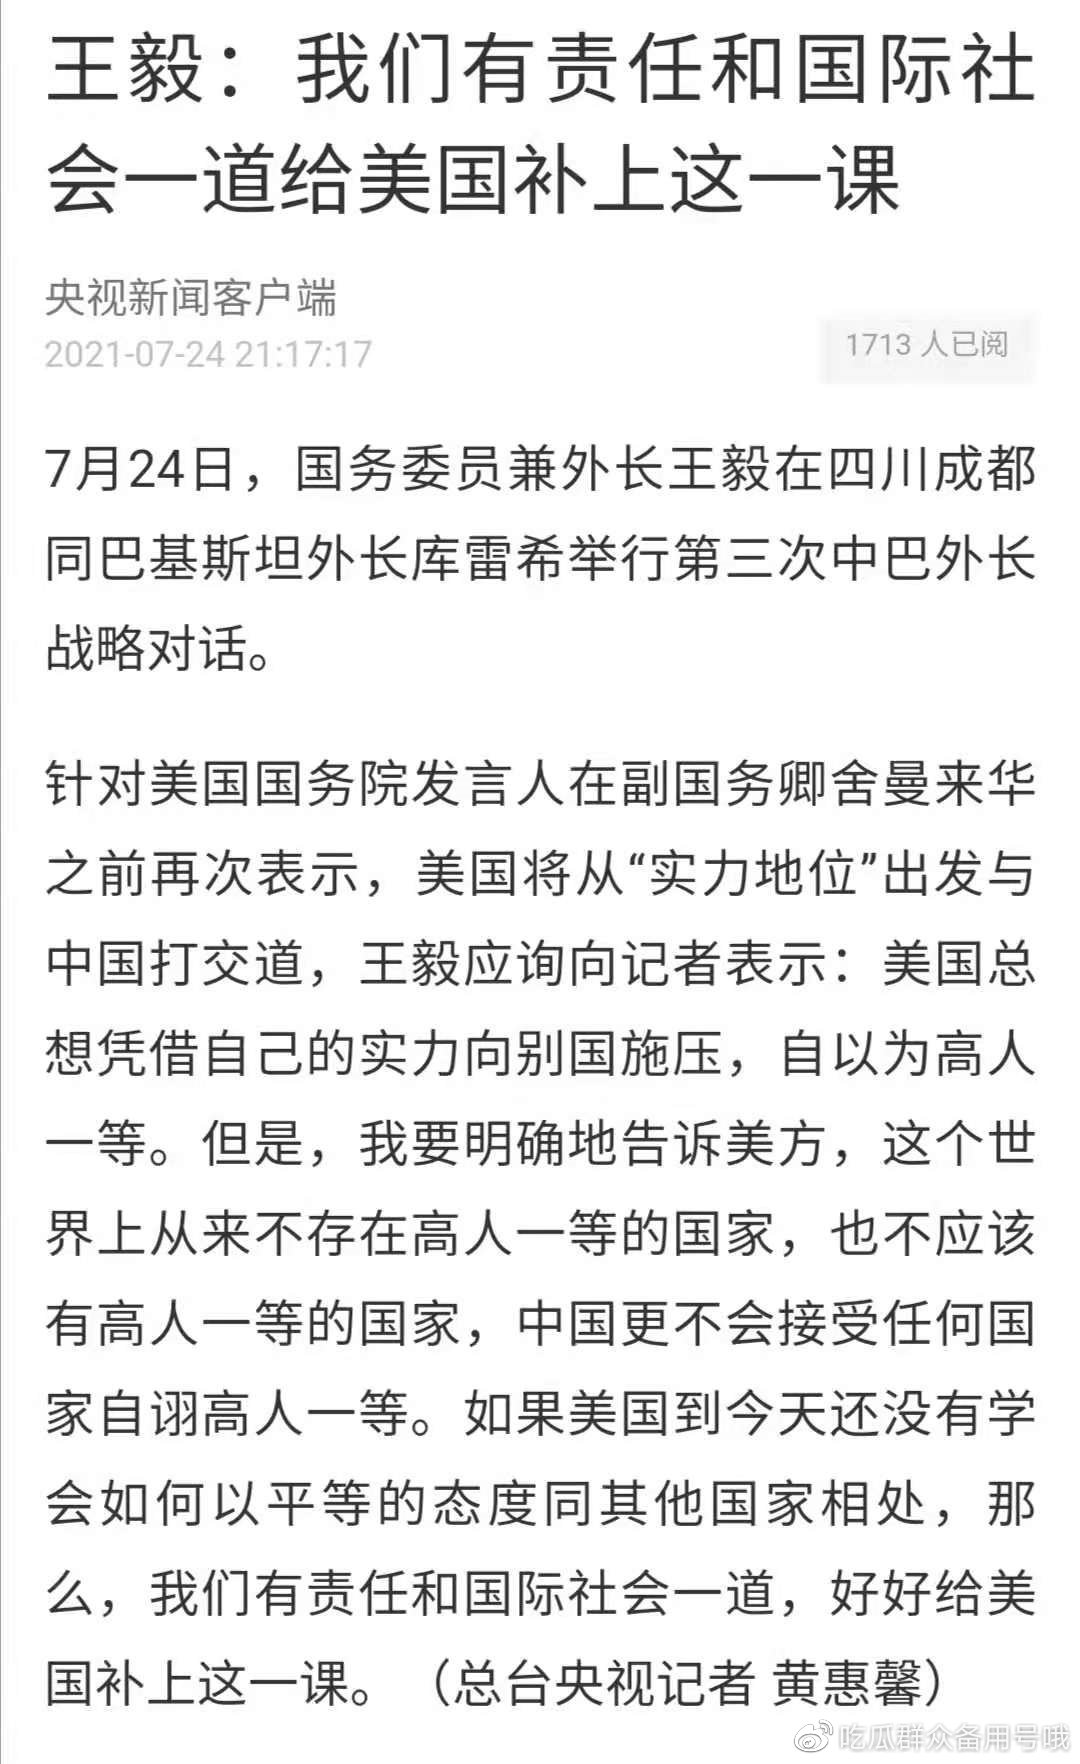 王毅：我们有责任和国际社
会一道给美国补上这一课
央视新闻客户端
2021-07-24 21:17:17
1713 人已阅
7月24日，国务委员兼外长王毅在四川成都
同巴基斯坦外长库雷希举行第三次中巴外长
战略对话。
针对美国国务院发言人在副国务卿舍曼来华
之前再次表示，美国将从“实力地位”出发与
中国打交道，王毅应询向记者表示：美国总
想凭借自己的实力向别国施压，自以为高人
一等。但是，我要明确地告诉美方，这个世
界上从来不存在高人一等的国家，也不应该
有高人一等的国家，中国更不会接受任何国
家自诩高人一等。如果美国到今天还没有学
会如何以平等的态度同其他国家相处，那
么，我们有责任和国际社会一道，好好给美
国补上这一课。（总台央视记者 黄惠馨）
吃瓜群众备用号哦